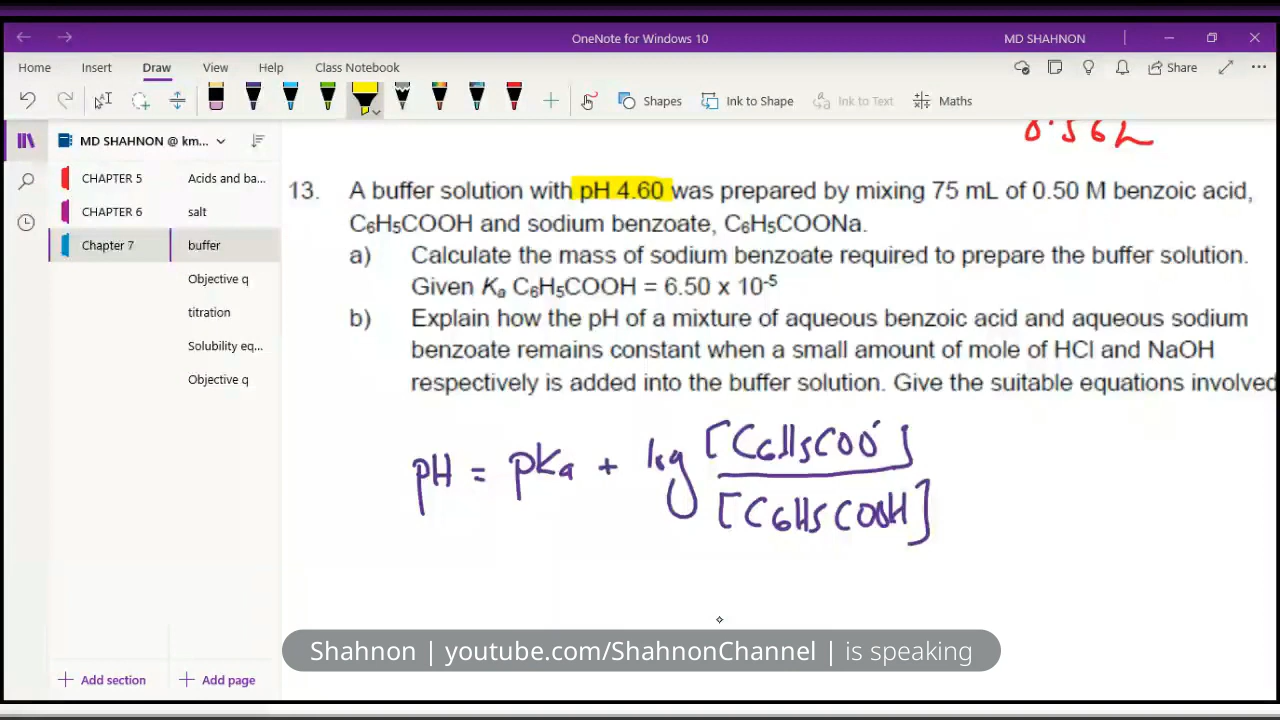 OneNote for Windows 10
MD SHAHNON
Home Insert Draw View Help Class Notebook
Share
Shapes Ink to Shape Ink to Text Maths
MD SHAHNON @ km...
CHAPTER 5
CHAPTER 6
Chapter 7
Acids and ba...
salt
buffer
Objective q
titration
Solubility eq...
Objective q
Add section
Add page
0.56L
13. A buffer solution with pH 4.60 was prepared by mixing 75 mL of 0.50 M benzoic acid,
C₆H₅COOH and sodium benzoate, C₆H₅COONa.
a) Calculate the mass of sodium benzoate required to prepare the buffer solution.
Given Kₐ C₆H₅COOH = 6.50 x 10⁻⁵
b) Explain how the pH of a mixture of aqueous benzoic acid and aqueous sodium
benzoate remains constant when a small amount of mole of HCl and NaOH
respectively is added into the buffer solution. Give the suitable equations involved
pH = pKa + log [C6H5COO⁻]
[C6H5COOH]
Shahnon | youtube.com/ShahnonChannel | is speaking